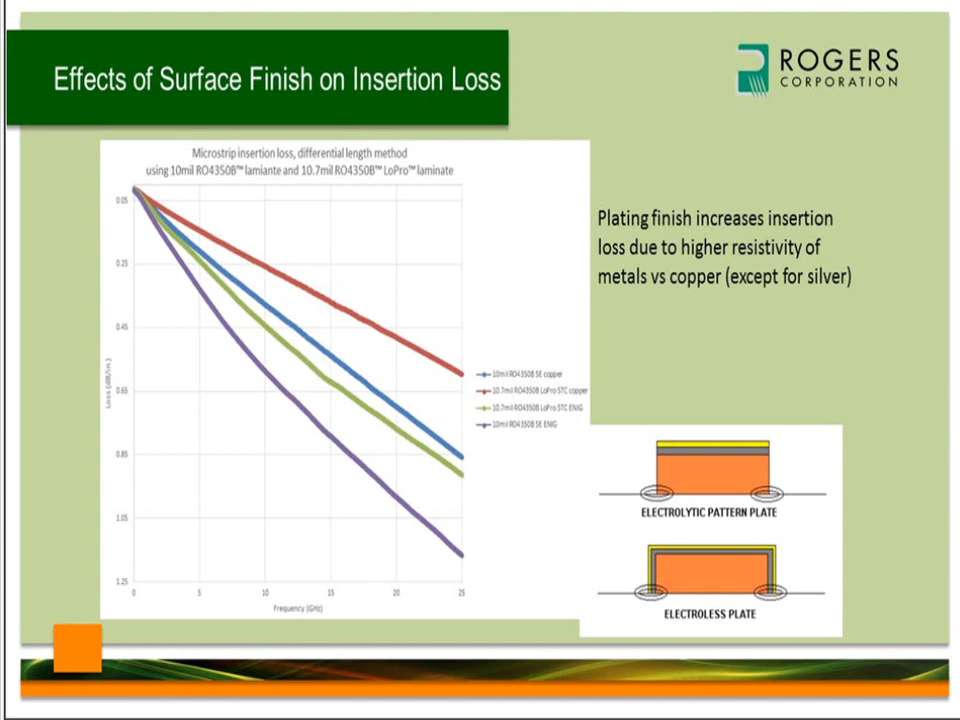 Effects of Surface Finish on Insertion Loss
ROGERS
CORPORATION
Microstrip insertion loss, differential length method
using 10mil RO4350B™ lamiante and 10.7mil RO4350B™ LoPro™ laminate
Plating finish increases insertion
loss due to higher resistivity of
metals vs copper (except for silver)
0.05
0.25
0.45
0.65
0.85
1.05
1.25
Loss (dB/in.)
0 5 10 15 20 25
Frequency (GHz)
10mil RO4350B SE copper
10.7mil RO4350B LoPro STC copper
10.7mil RO4350B LoPro STC ENIG
10mil RO4350B SE ENIG
ELECTROLYTIC PATTERN PLATE
ELECTROLESS PLATE